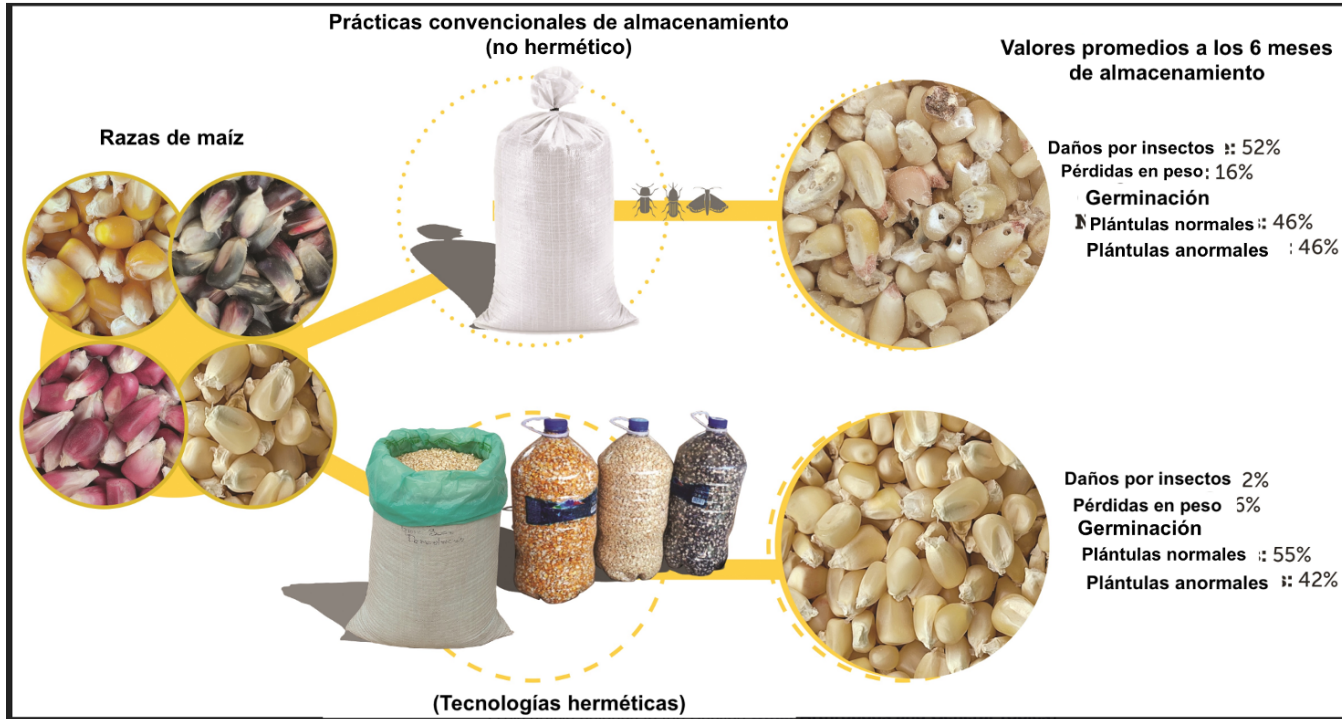 Prácticas convencionales de almacenamiento
(no hermético)
Valores promedios a los 6 meses
de almacenamiento
Razas de maíz
Daños por insectos : 52%
Pérdidas en peso: 16%
Germinación
Plántulas normales : 46%
Plántulas anormales : 46%
Daños por insectos 2%
Pérdidas en peso 6%
Germinación
Plántulas normales : 55%
Plántulas anormales : 42%
(Tecnologías herméticas)